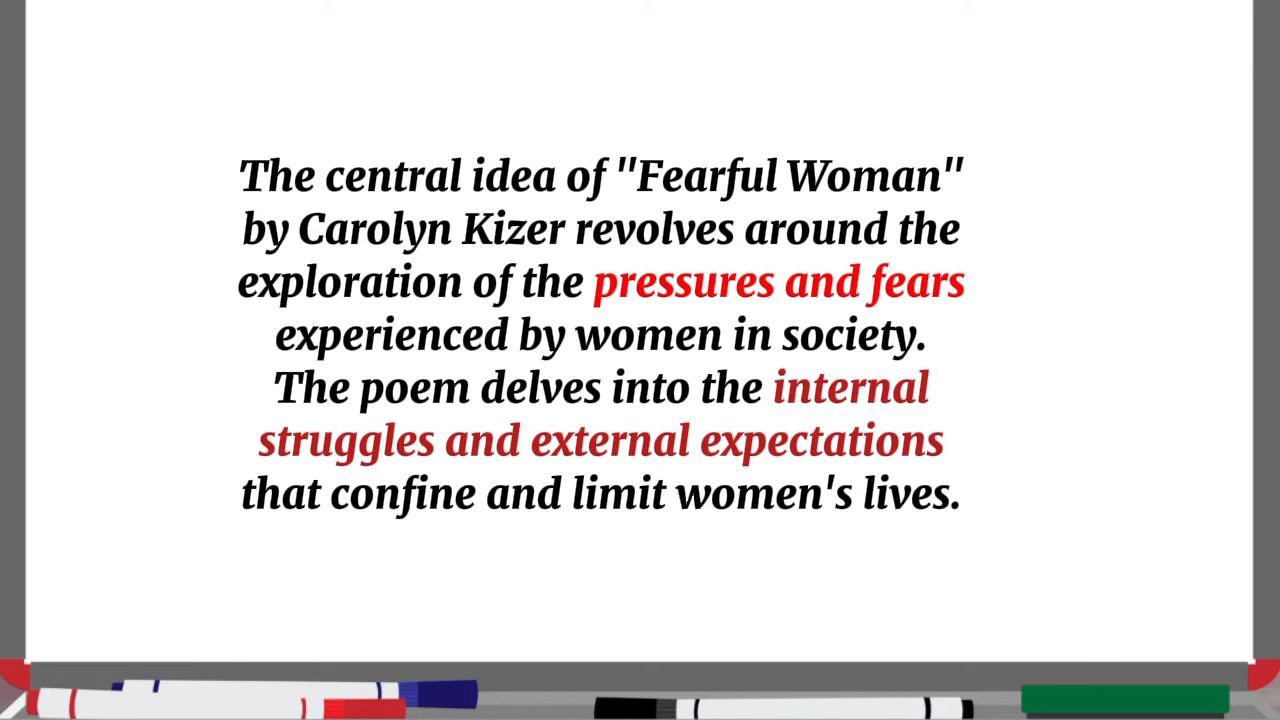 The central idea of "Fearful Woman"
by Carolyn Kizer revolves around the
exploration of the pressures and fears
experienced by women in society.
The poem delves into the internal
struggles and external expectations
that confine and limit women's lives.